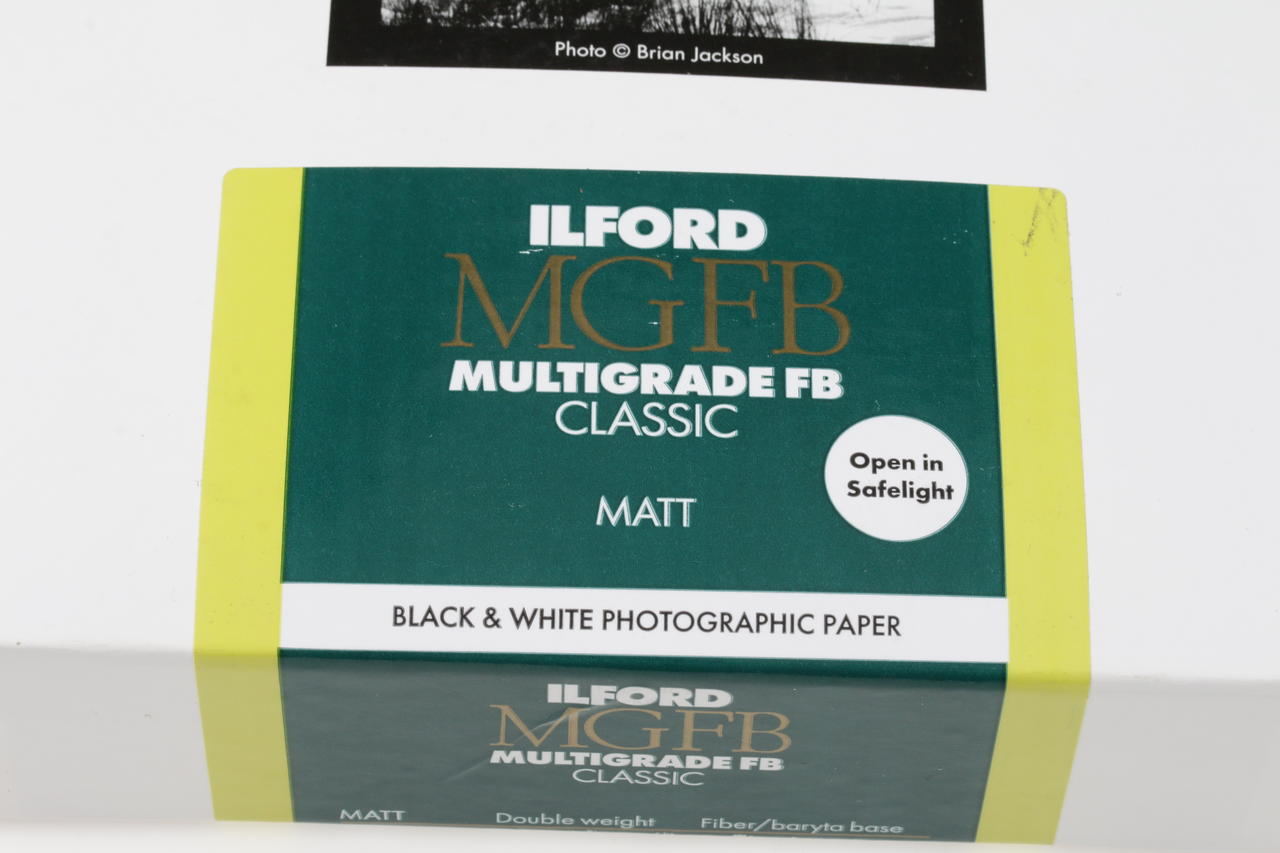 Photo © Brian Jackson
ILFORD
MGFB
MULTIGRADE FB
CLASSIC
Open in
Safelight
MATT
BLACK & WHITE PHOTOGRAPHIC PAPER
ILFORD
MGFB
MULTIGRADE FB
CLASSIC
MATT Double weight Fiber/baryta base